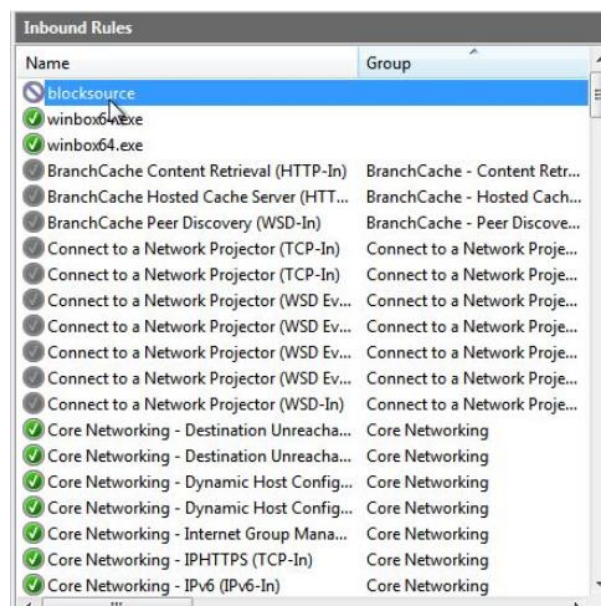 Inbound Rules
Name Group
blocksource
winbox64.exe
winbox64.exe
BranchCache Content Retrieval (HTTP-In) BranchCache - Content Retr...
BranchCache Hosted Cache Server (HTT... BranchCache - Hosted Cach...
BranchCache Peer Discovery (WSD-In) BranchCache - Peer Discove...
Connect to a Network Projector (TCP-In) Connect to a Network Proje...
Connect to a Network Projector (TCP-In) Connect to a Network Proje...
Connect to a Network Projector (WSD Ev... Connect to a Network Proje...
Connect to a Network Projector (WSD Ev... Connect to a Network Proje...
Connect to a Network Projector (WSD Ev... Connect to a Network Proje...
Connect to a Network Projector (WSD Ev... Connect to a Network Proje...
Connect to a Network Projector (WSD-In) Connect to a Network Proje...
Core Networking - Destination Unreacha... Core Networking
Core Networking - Destination Unreacha... Core Networking
Core Networking - Dynamic Host Config... Core Networking
Core Networking - Dynamic Host Config... Core Networking
Core Networking - Internet Group Mana... Core Networking
Core Networking - IPHTTPS (TCP-In) Core Networking
Core Networking - IPv6 (IPv6-In) Core Networking